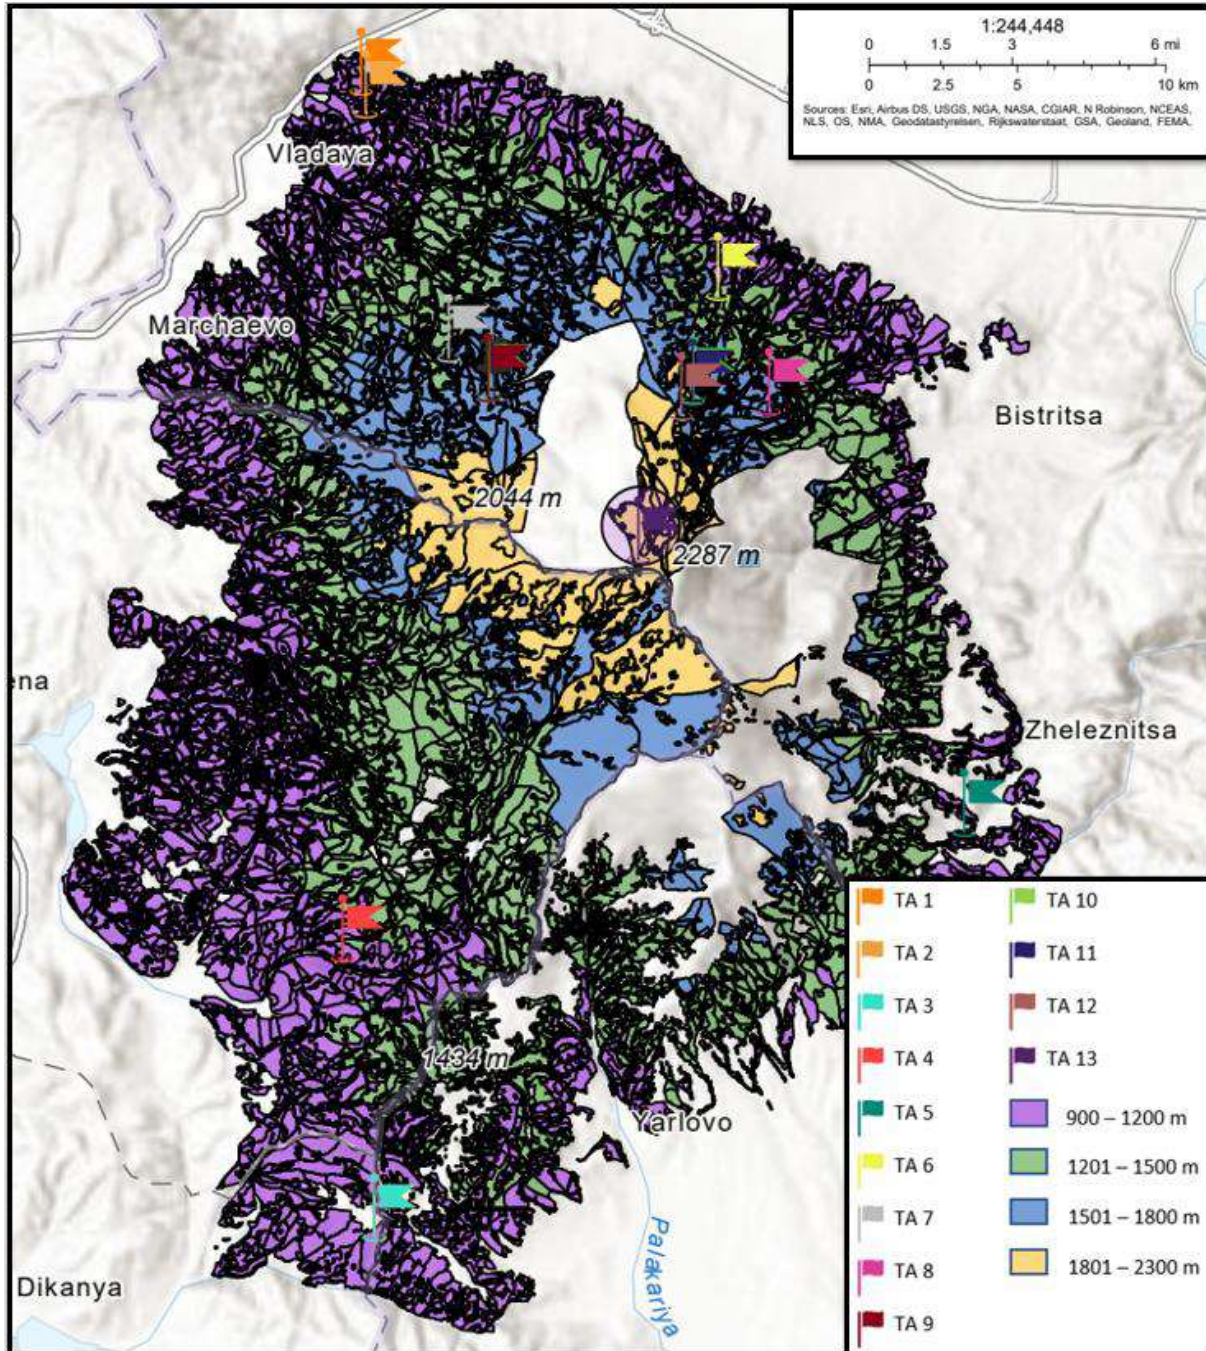 1:244,448
0 1.5 3 6 mi
0 2.5 5 10 km
Sources: Esri, Airbus DS, USGS, NGA, NASA, CGIAR, N Robinson, NCEAS,
NLS, OS, NMA, Geodatastyrelsen, Rijkswaterstaat, GSA, Geoland, FEMA,
Vladaya
Marchaevo
Bistritsa
2044 m
2287 m
ena
Zheleznitsa
1434 m
Yarlovo
Palakariya
Dikanya
TA 1
TA 2
TA 3
TA 4
TA 5
TA 6
TA 7
TA 8
TA 9
TA 10
TA 11
TA 12
TA 13
900 – 1200 m
1201 – 1500 m
1501 – 1800 m
1801 – 2300 m